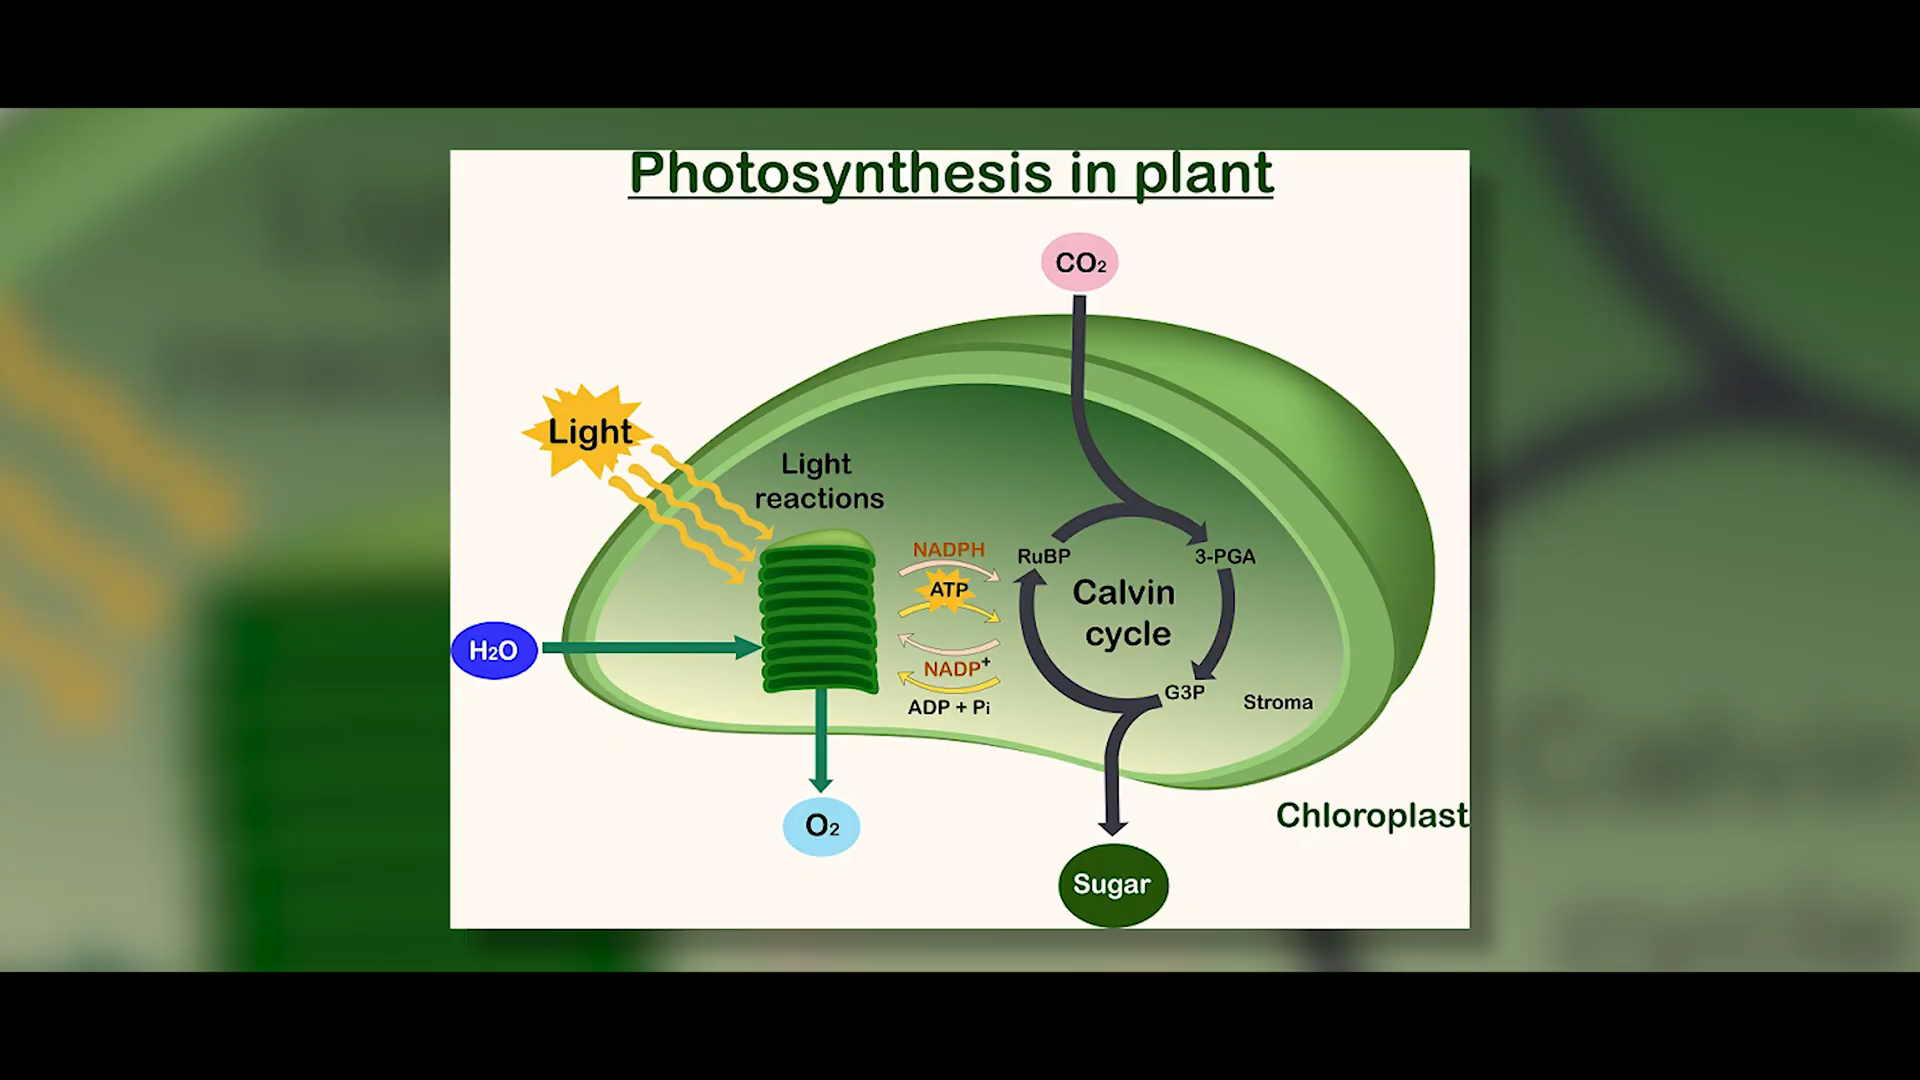 Photosynthesis in plant
CO₂
Light
Light
reactions
NADPH
ATP
RuBP
3-PGA
Calvin
cycle
H₂O
NADP⁺
ADP + Pi
G3P
Stroma
Chloroplast
O₂
Sugar